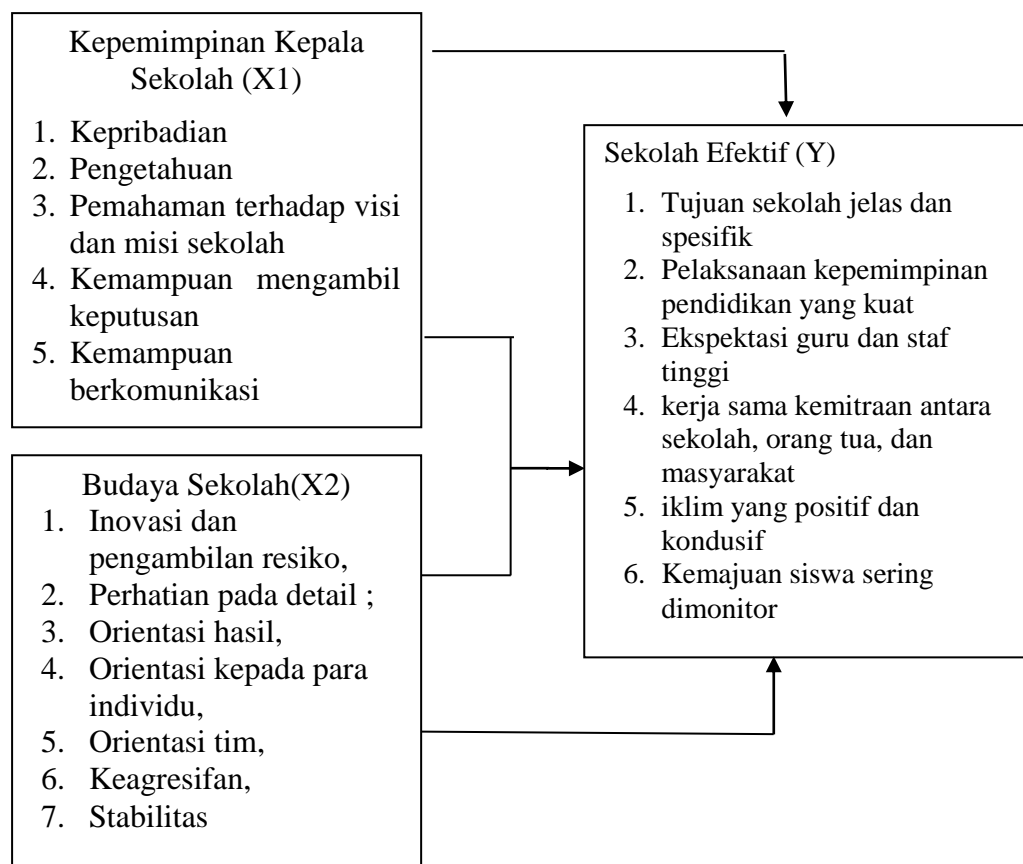 Kepemimpinan Kepala
Sekolah (X1)
1. Kepribadian
2. Pengetahuan
3. Pemahaman terhadap visi
dan misi sekolah
4. Kemampuan mengambil
keputusan
5. Kemampuan
berkomunikasi
Budaya Sekolah(X2)
1. Inovasi dan
pengambilan resiko,
2. Perhatian pada detail ;
3. Orientasi hasil,
4. Orientasi kepada para
individu,
5. Orientasi tim,
6. Keagresifan,
7. Stabilitas
Sekolah Efektif (Y)
1. Tujuan sekolah jelas dan
spesifik
2. Pelaksanaan kepemimpinan
pendidikan yang kuat
3. Ekspektasi guru dan staf
tinggi
4. kerja sama kemitraan antara
sekolah, orang tua, dan
masyarakat
5. iklim yang positif dan
kondusif
6. Kemajuan siswa sering
dimonitor